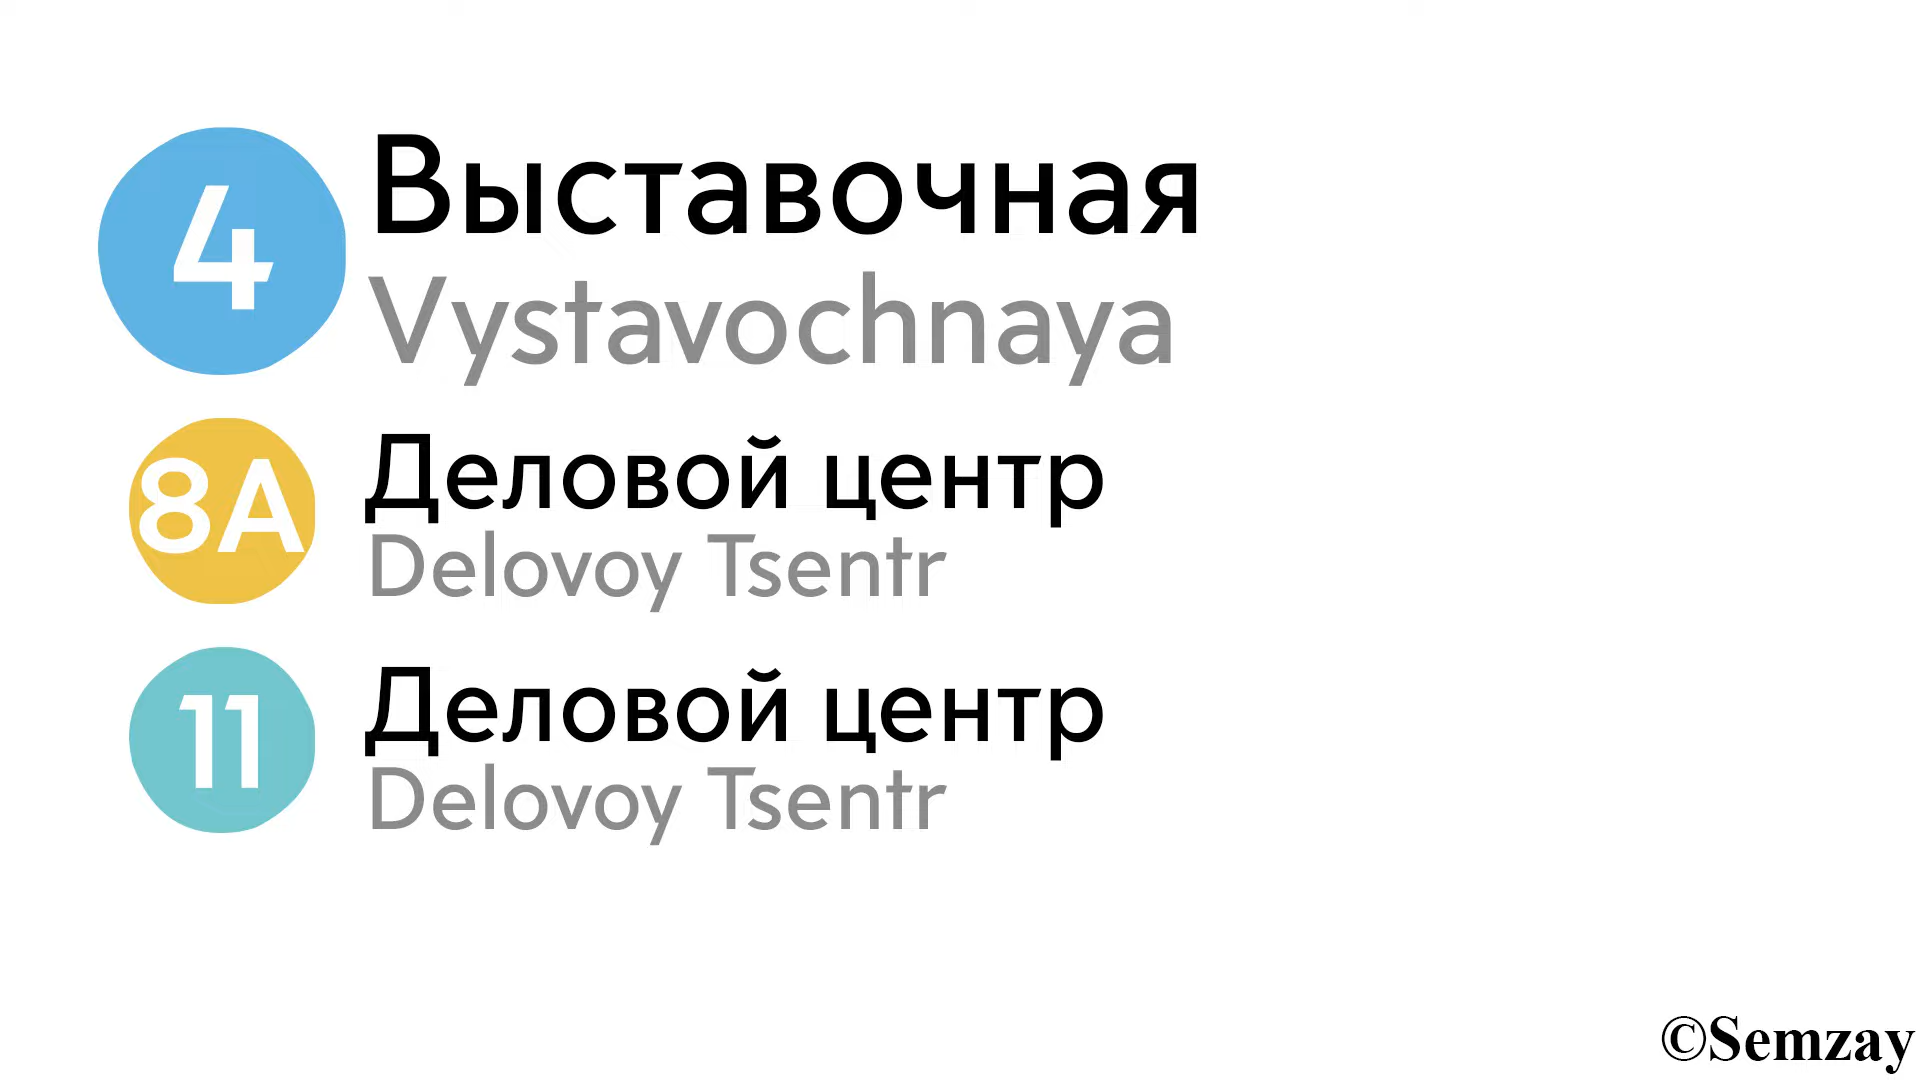 4 Выставочная
Vystavochnaya
8А Деловой центр
Delovoy Tsentr
11 Деловой центр
Delovoy Tsentr
©Semzay